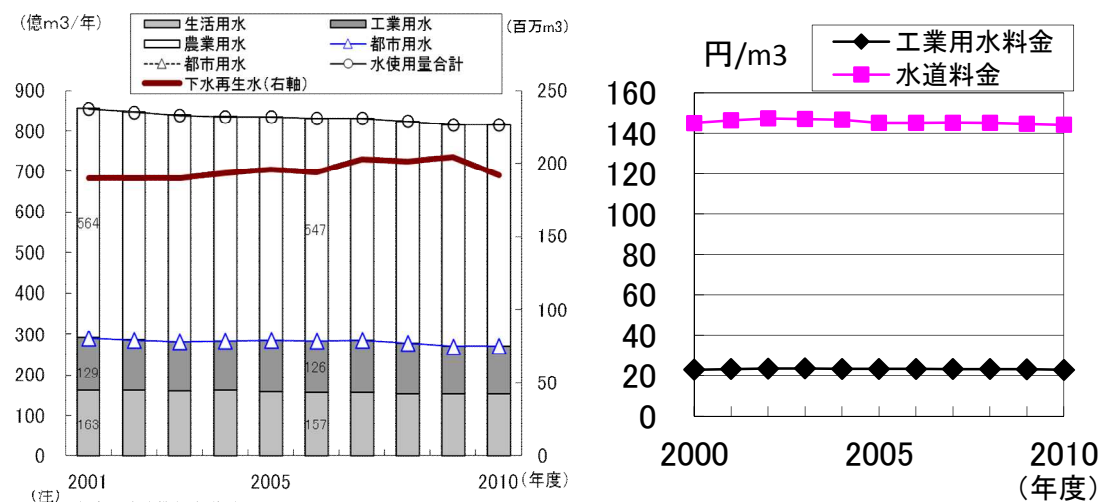 (億m3/年)
生活用水
工業用水
(百万m3)
農業用水
都市用水
都市用水
水使用量合計
下水再生水(右軸)
900
800
700
600
500
400
300
200
100
0
250
200
150
100
50
0
564
547
129
126
163
157
2001
2005
2010
(年度)
(注)
円/m3
工業用水料金
水道料金
160
140
120
100
80
60
40
20
0
2000
2005
2010
(年度)